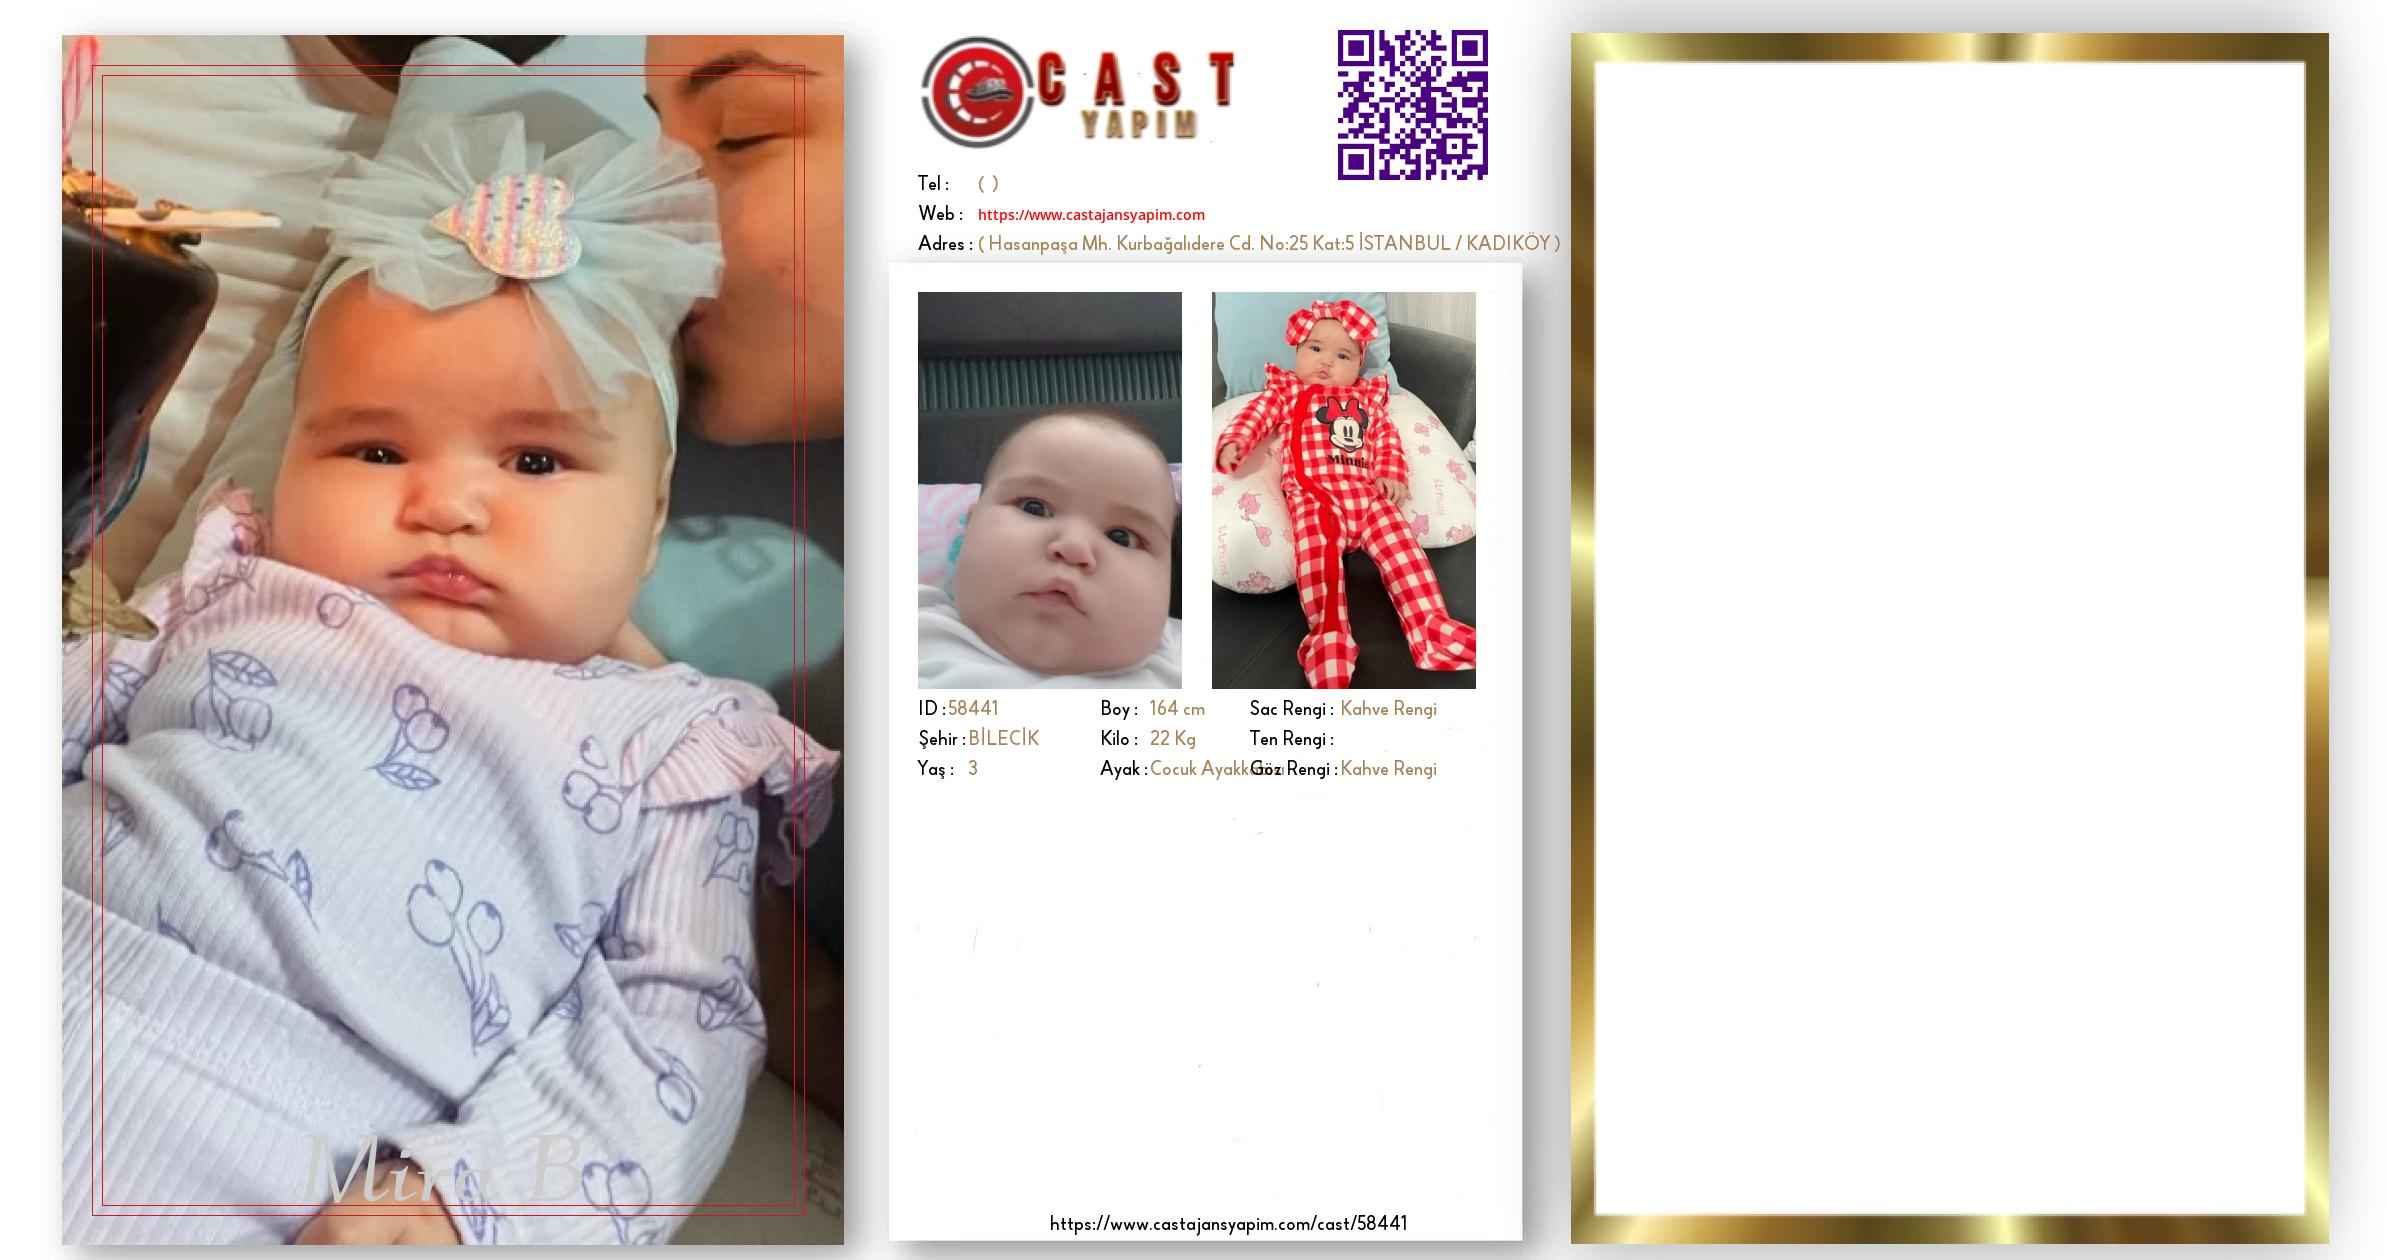 Mira B
CAST
YAPIM
Tel : ( )
Web : https://www.castajansyapim.com
Adres : ( Hasanpaşa Mh. Kurbağalıdere Cd. No:25 Kat:5 İSTANBUL / KADIKÖY )
Minnie
ID : 58441 Boy : 164 cm Sac Rengi : Kahve Rengi
Şehir : BİLECİK Kilo : 22 Kg Ten Rengi :
Yaş : 3 Ayak : Cocuk Göz Rengi : Kahve Rengi
https://www.castajansyapim.com/cast/58441